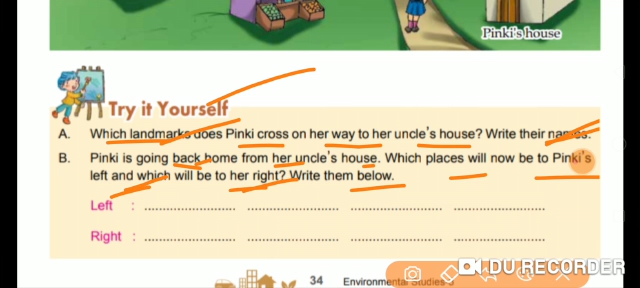 Pinki's house
Try it Yourself
A. Which landmarks does Pinki cross on her way to her uncle's house? Write their names.
B. Pinki is going back home from her uncle's house. Which places will now be to Pinki's
left and which will be to her right? Write them below.
Left : ........................ ........................ ........................ ........................
Right : ........................ ........................ ........................ ........................
34 Environmental Studies-3
DU RECORDER